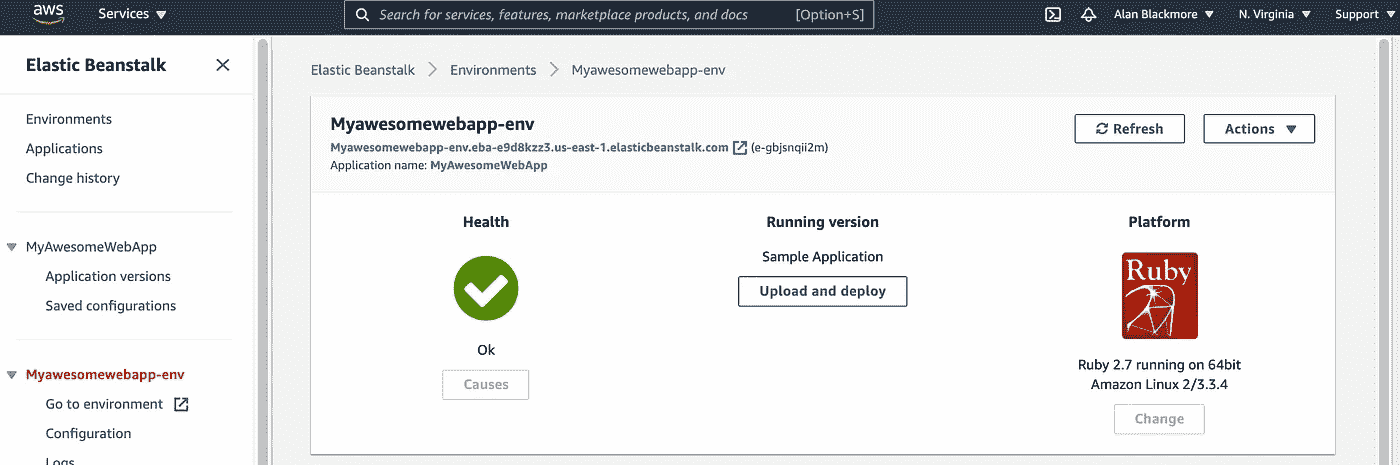 aws
Services
Search for services, features, marketplace products, and docs
[Option+S]
Alan Blackmore
N. Virginia
Support
Elastic Beanstalk
Environments
Applications
Change history
MyAwesomeWebApp
Application versions
Saved configurations
Myawesomewebapp-env
Go to environment
Configuration
Logs
Elastic Beanstalk
Environments
Myawesomewebapp-env
Myawesomewebapp-env
Myawesomewebapp-env.eba-e9d8kzz3.us-east-1.elasticbeanstalk.com (e-gbjsnqii2m)
Application name: MyAwesomeWebApp
Refresh
Actions
Health
Ok
Causes
Running version
Sample Application
Upload and deploy
Platform
Ruby
Ruby 2.7 running on 64bit
Amazon Linux 2/3.3.4
Change